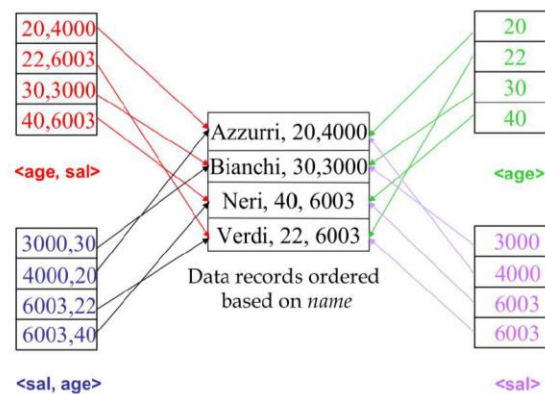 20,4000
22,6003
30,3000
40,6003
<age, sal>
3000,30
4000,20
6003,22
6003,40
<sal, age>
Azzurri, 20,4000
Bianchi, 30,3000
Neri, 40, 6003
Verdi, 22, 6003
Data records ordered
based on name
20
22
30
40
<age>
3000
4000
6003
6003
<sal>